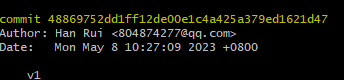 commit 48869752dd1ff12de00e1c4a425a379ed1621d47
Author: Han Rui <804874277@qq.com>
Date:   Mon May 8 10:27:09 2023 +0800
v1